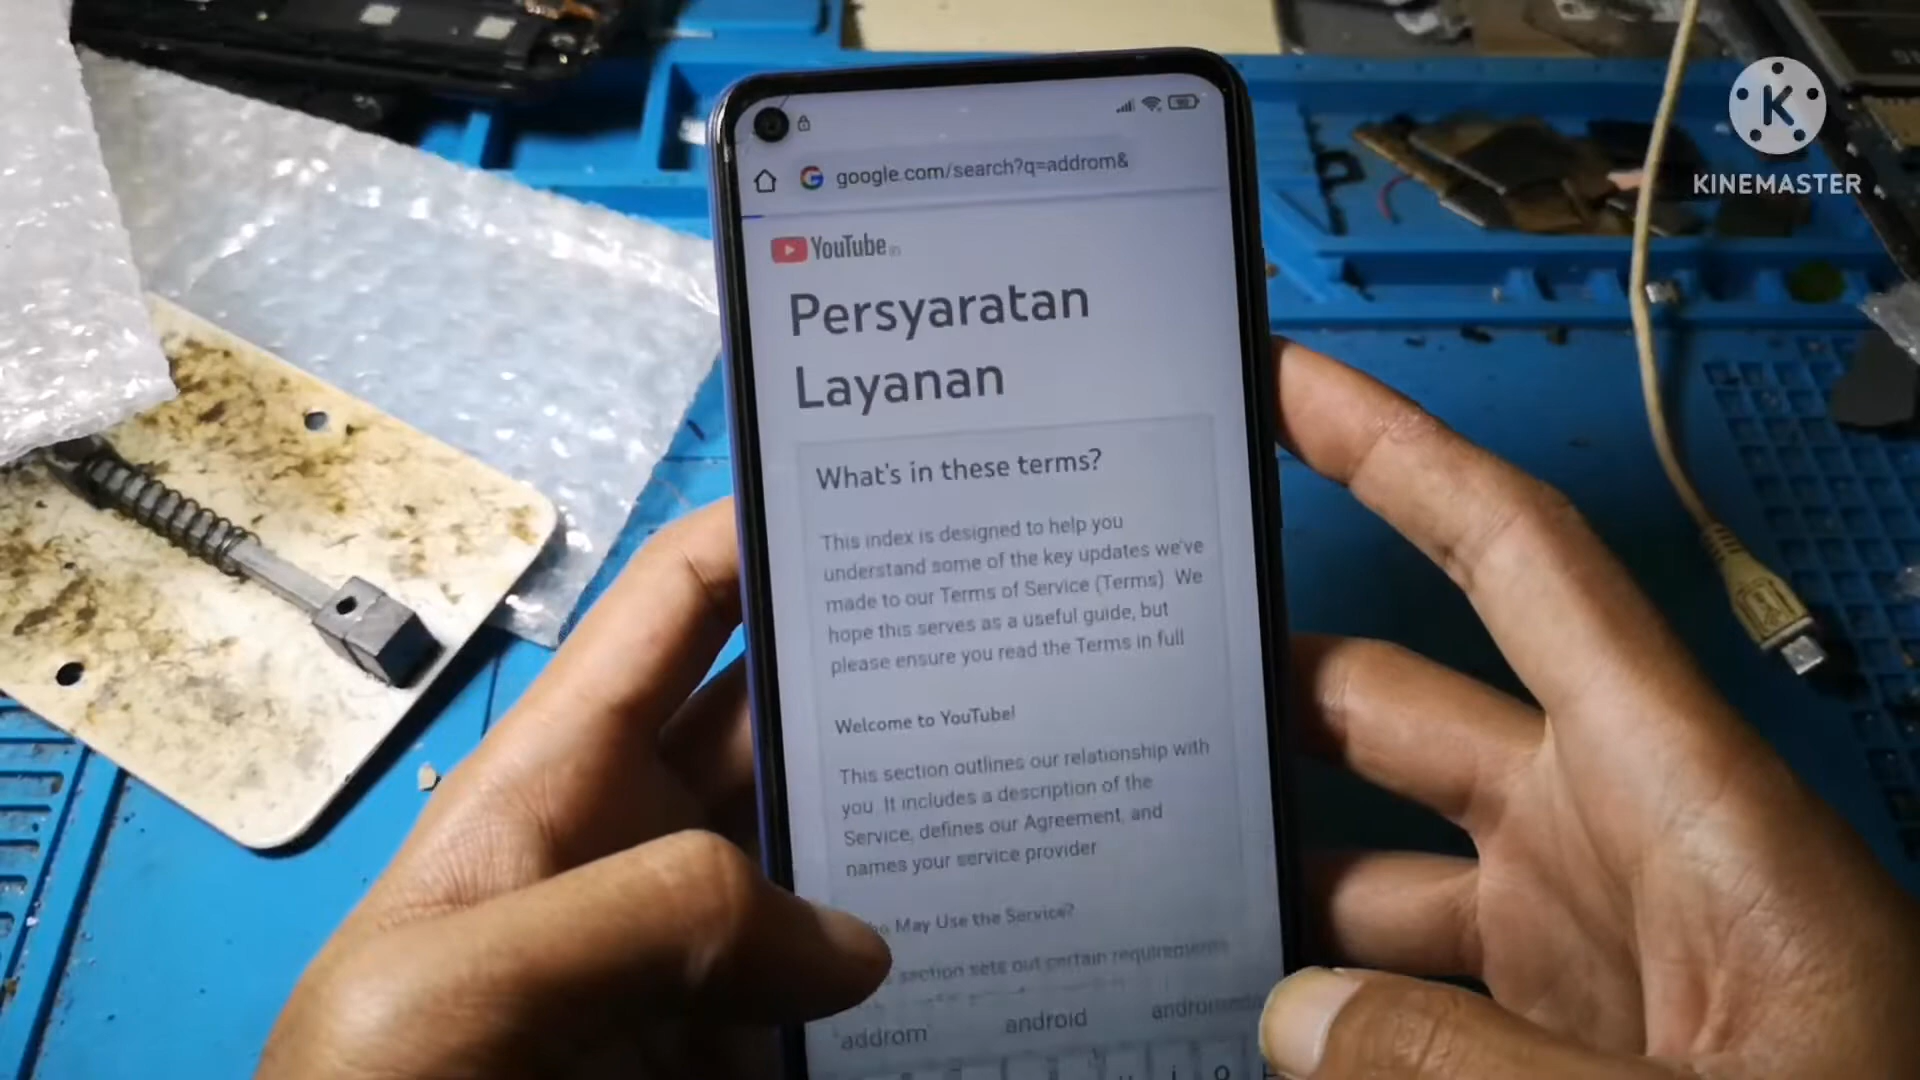 google.com/search?q=addrom&
YouTube
Persyaratan
Layanan
What's in these terms?
This index is designed to help you
understand some of the key updates we've
made to our Terms of Service (Terms). We
hope this serves as a useful guide, but
please ensure you read the Terms in full
Welcome to YouTube!
This section outlines our relationship with
you. It includes a description of the
Service, defines our Agreement, and
names your service provider
May Use the Service?
section sets out certain requirements
"addrom" android
K
KINEMASTER